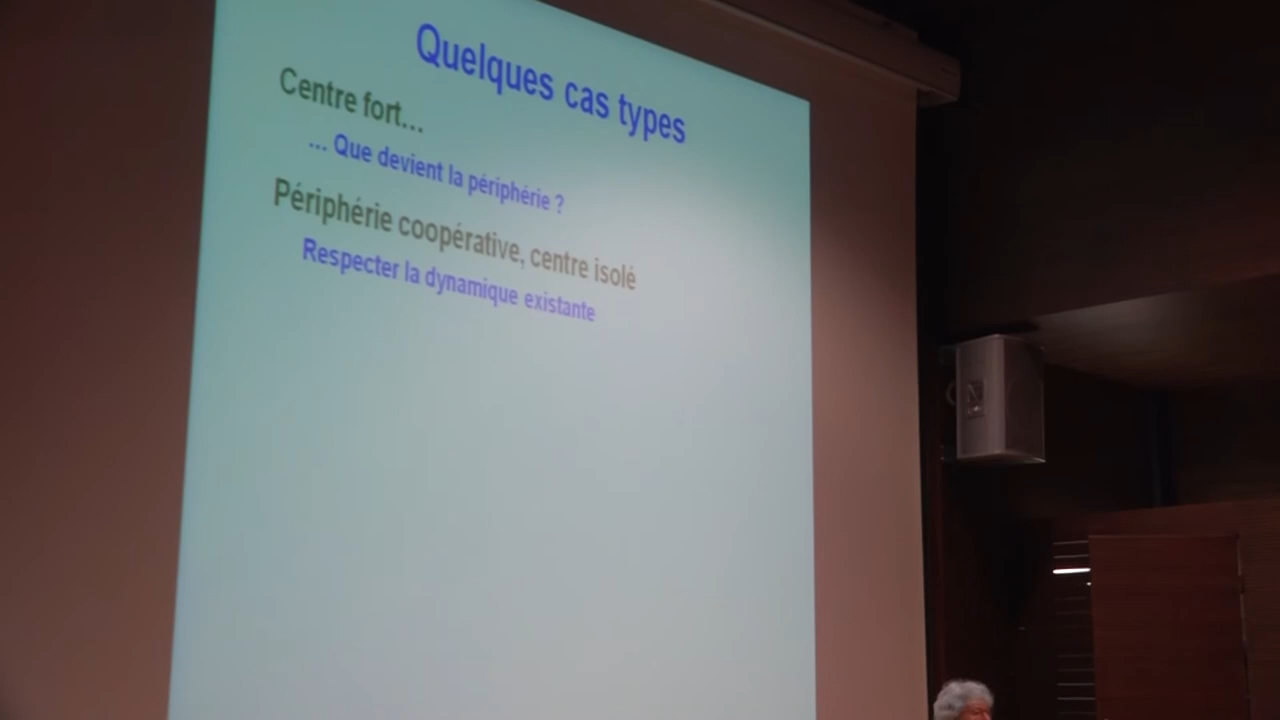 Quelques cas types
Centre fort...
... Que devient la périphérie ?
Périphérie coopérative, centre isolé
Respecter la dynamique existante